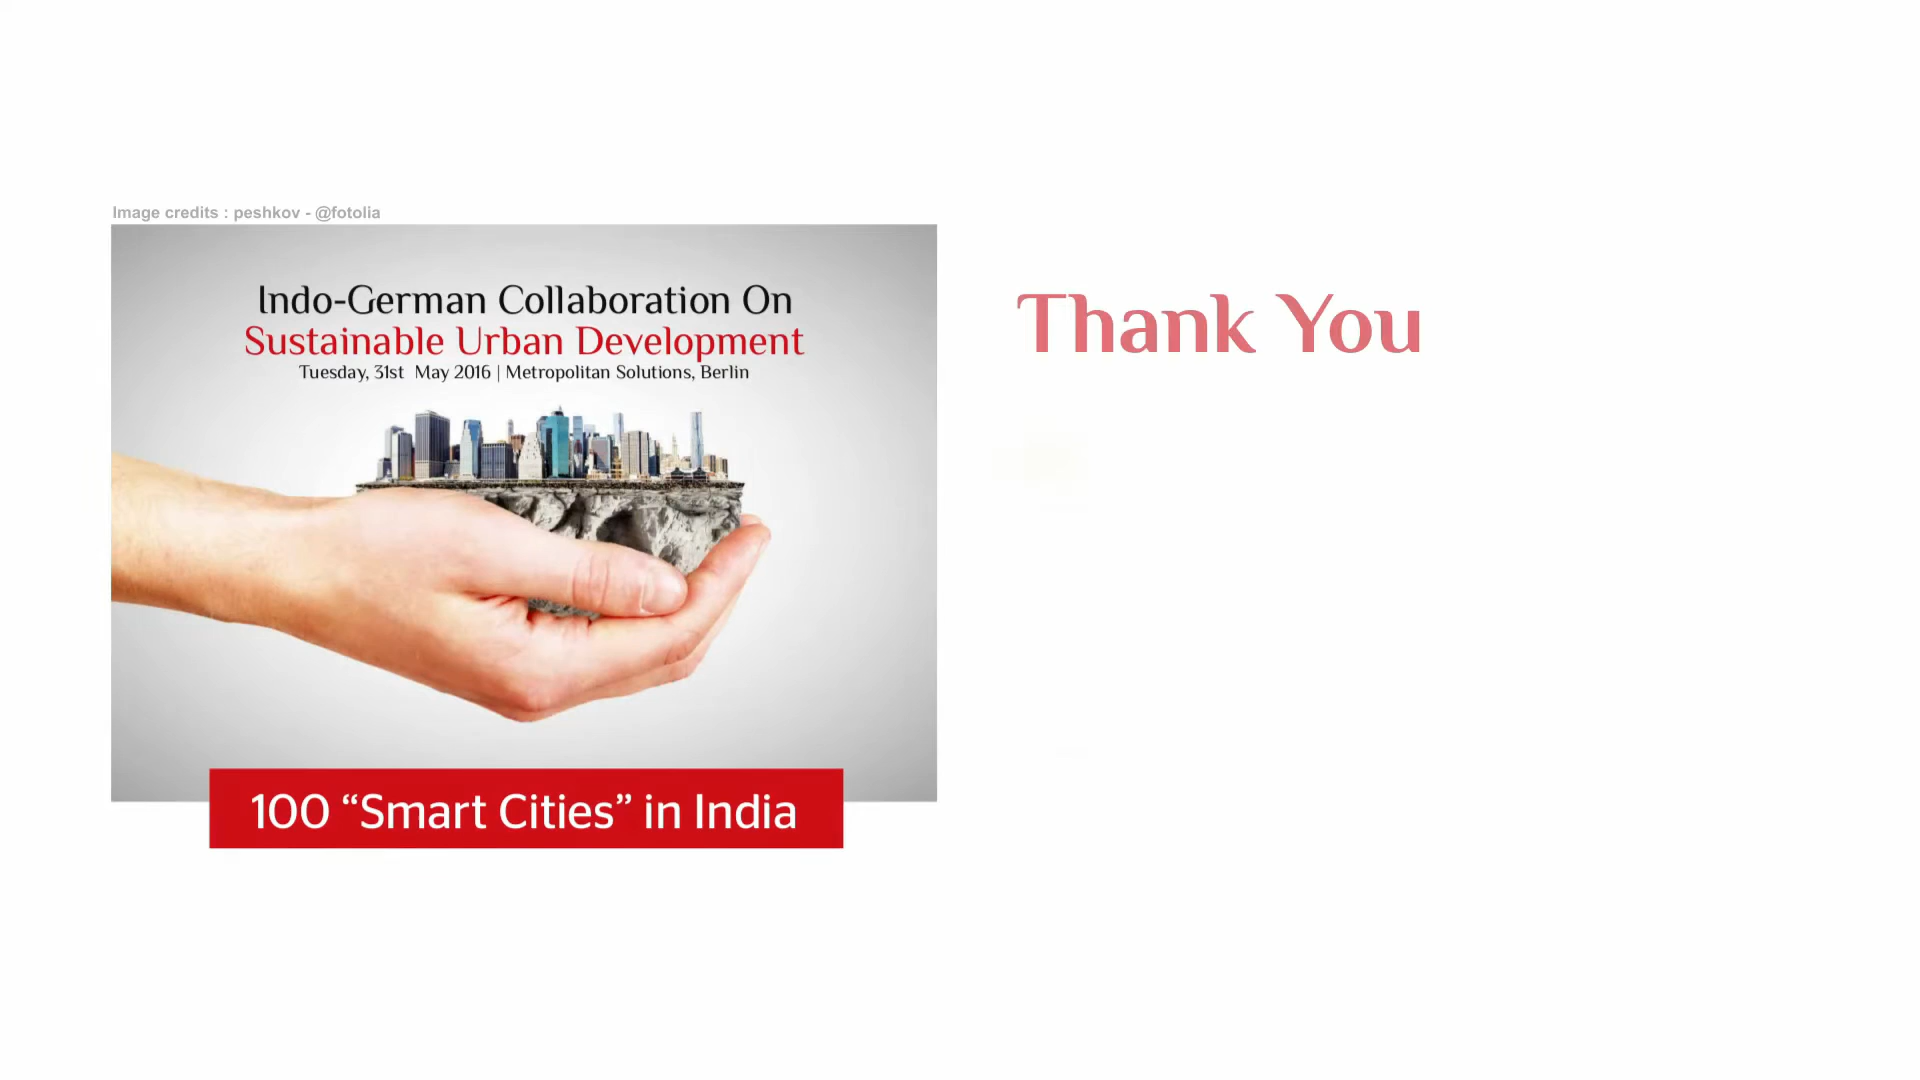 Image credits : peshkov - @fotolia
Indo-German Collaboration On
Sustainable Urban Development
Tuesday, 31st May 2016 | Metropolitan Solutions, Berlin
100 “Smart Cities” in India
Thank You